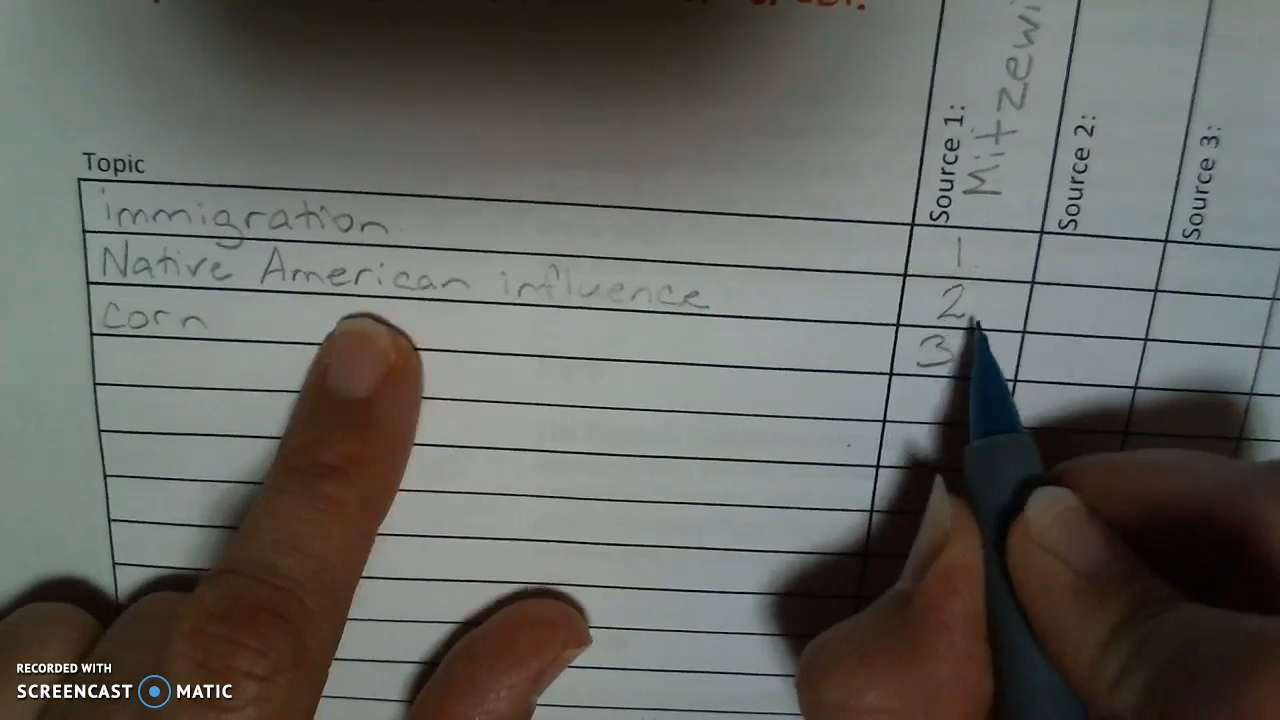 Topic
Source 1:
Mitzewi
Source 2:
Source 3:
immigration
1
Native American influence
2
corn
3
RECORDED WITH
SCREENCAST MATIC